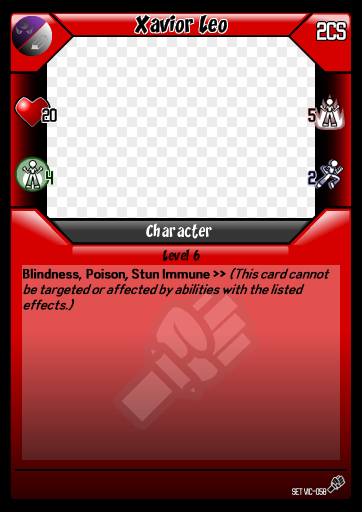 Xavior Leo
2CS
20
5
4
2
Character
Level 6
Blindness, Poison, Stun Immune >> (This card cannot
be targeted or affected by abilities with the listed
effects.)
SET VIC-058